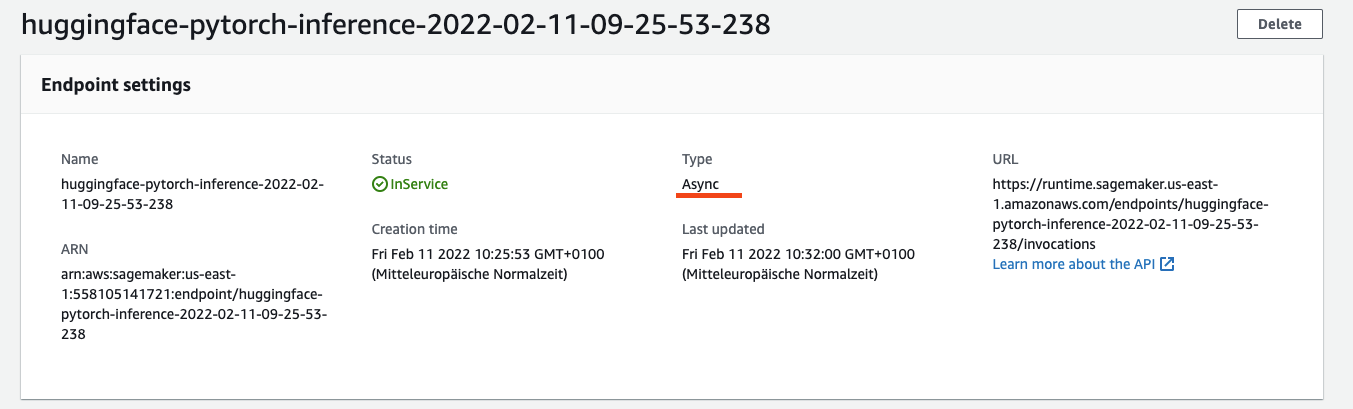 huggingface-pytorch-inference-2022-02-11-09-25-53-238
Delete
Endpoint settings
Name
huggingface-pytorch-inference-2022-02-
11-09-25-53-238
ARN
arn:aws:sagemaker:us-east-
1:558105141721:endpoint/huggingface-
pytorch-inference-2022-02-11-09-25-53-
238
Status
InService
Creation time
Fri Feb 11 2022 10:25:53 GMT+0100
(Mitteleuropäische Normalzeit)
Type
Async
Last updated
Fri Feb 11 2022 10:32:00 GMT+0100
(Mitteleuropäische Normalzeit)
URL
https://runtime.sagemaker.us-east-
1.amazonaws.com/endpoints/huggingface-
pytorch-inference-2022-02-11-09-25-53-
238/invocations
Learn more about the API